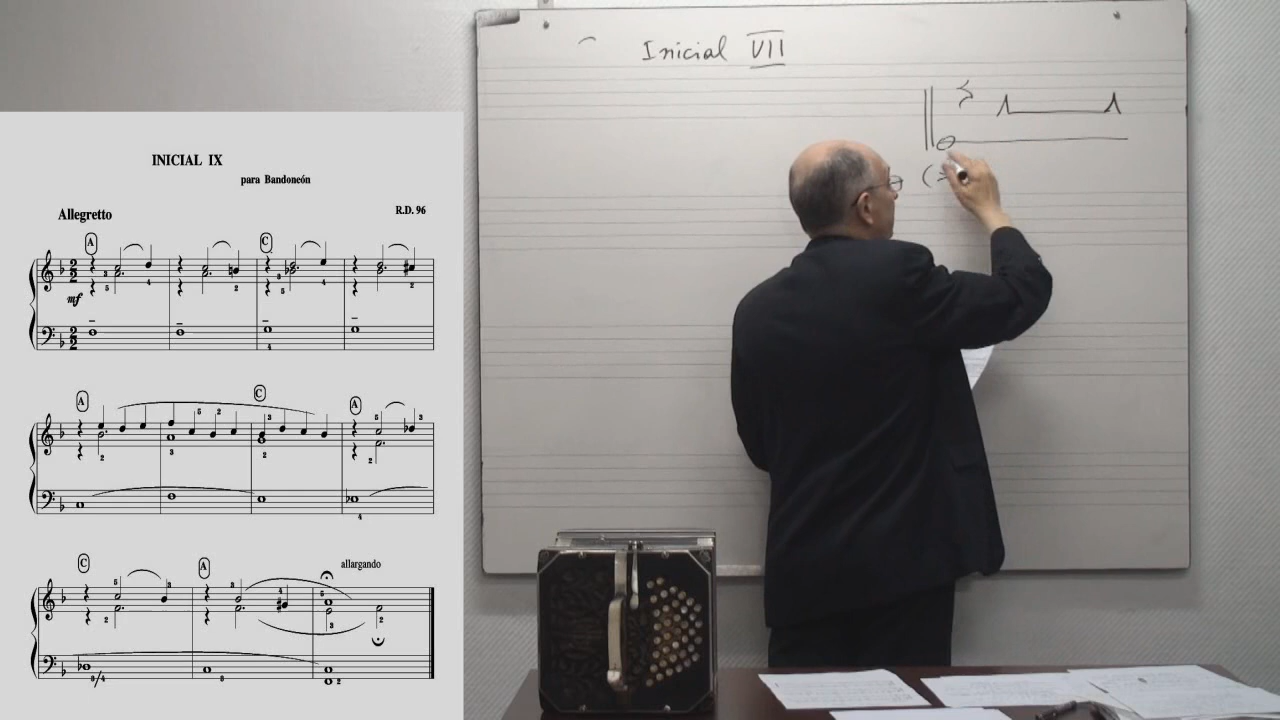 INICIAL IX
para Bandoneón
Allegretto
R.D. 96
A
C
mf
A
C
A
C
A
allargando
Inicial VII